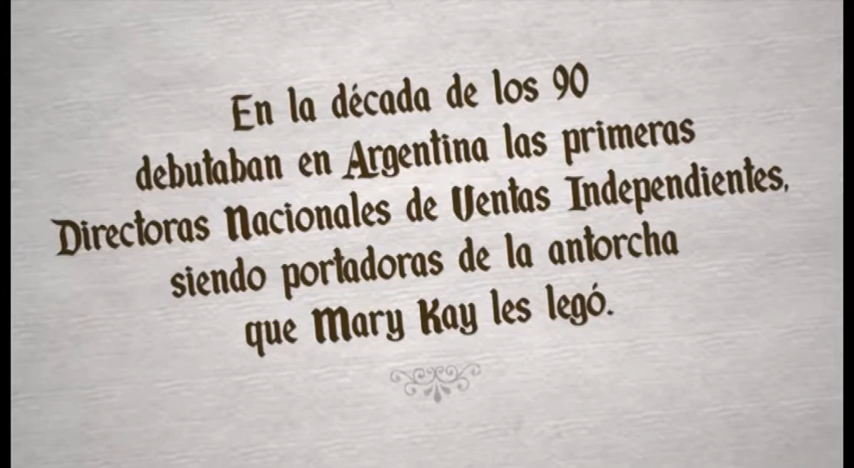 En la década de los 90
debutaban en Argentina las primeras
Directoras Nacionales de Ventas Independientes,
siendo portadoras de la antorcha
que Mary Kay les legó.